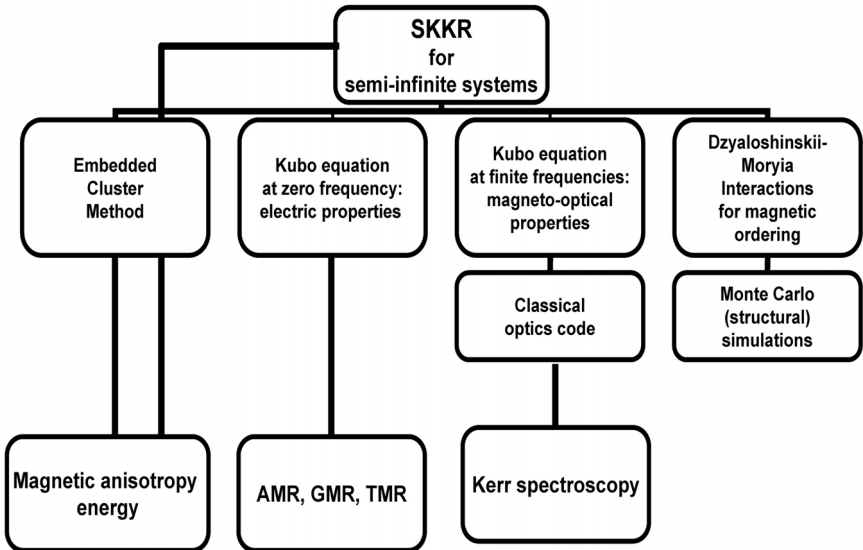 SKKR
for
semi-infinite systems
Embedded
Cluster
Method
Kubo equation
at zero frequency:
electric properties
Kubo equation
at finite frequencies:
magneto-optical
properties
Dzyaloshinskii-
Moryia
Interactions
for magnetic
ordering
Classical
optics code
Monte Carlo
(structural)
simulations
Magnetic anisotropy
energy
AMR, GMR, TMR
Kerr spectroscopy